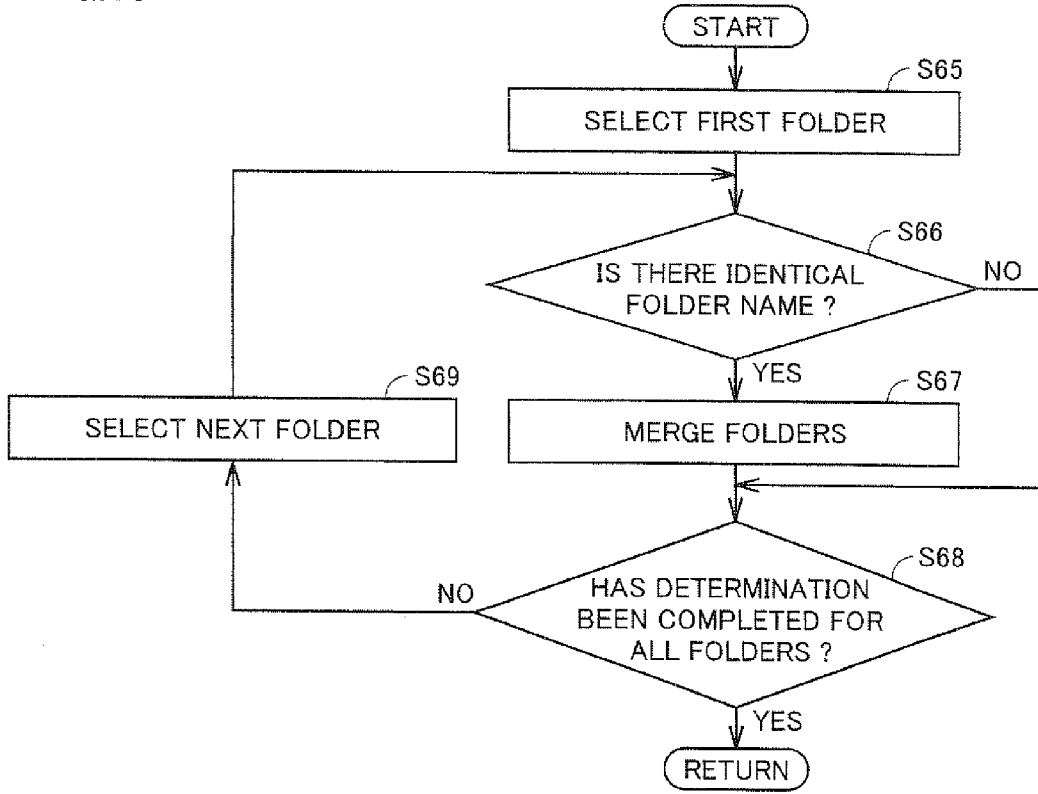 START
S65
SELECT FIRST FOLDER
S66
IS THERE IDENTICAL
FOLDER NAME ?
NO
YES
S69
SELECT NEXT FOLDER
S67
MERGE FOLDERS
S68
HAS DETERMINATION
BEEN COMPLETED FOR
ALL FOLDERS ?
NO
YES
RETURN